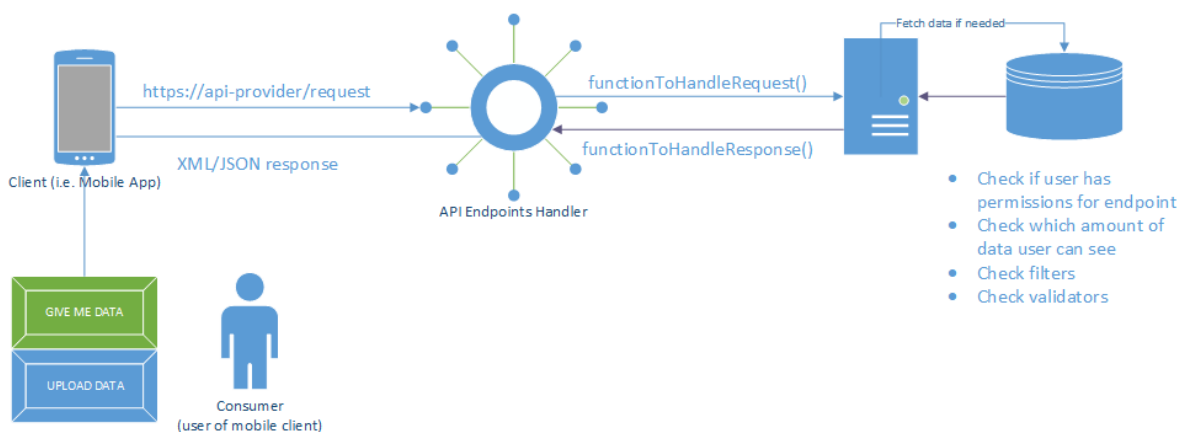 Fetch data if needed
https://api-provider/request
functionToHandleRequest()
functionToHandleResponse()
XML/JSON response
Client (i.e. Mobile App)
API Endpoints Handler
• Check if user has
permissions for endpoint
• Check which amount of
data user can see
• Check filters
• Check validators
GIVE ME DATA
UPLOAD DATA
Consumer
(user of mobile client)